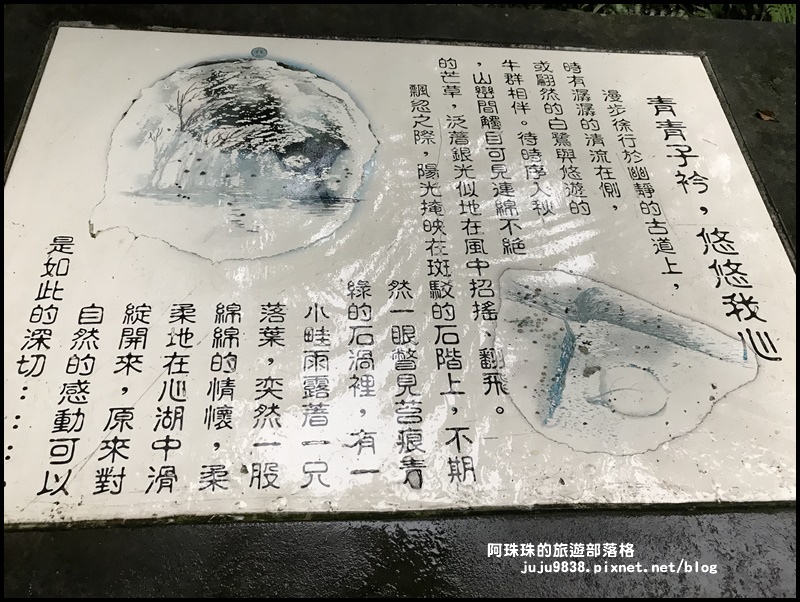 青青子衿，悠悠我心
漫步徐行於幽靜的古道上，
時有潺潺的清流在側，
或翩然的白鷺與悠遊的
牛群相伴。待時序入秋
，山巒間觸目可見連綿不絕
的芒草，泛著銀光似地在風中招搖、翻飛。
飄忽之際，陽光掩映在斑駁的石階上，不期
然一眼瞥見苔痕青
綠的石渦裡，有一
小畦雨露著一只
落葉，奕然一股
綿綿的情懷，柔
柔地在心湖中滑
綻開來，原來對
自然的感動可以
是如此的深切……
阿珠珠的旅遊部落格
juju9838.pixnet.net/blog